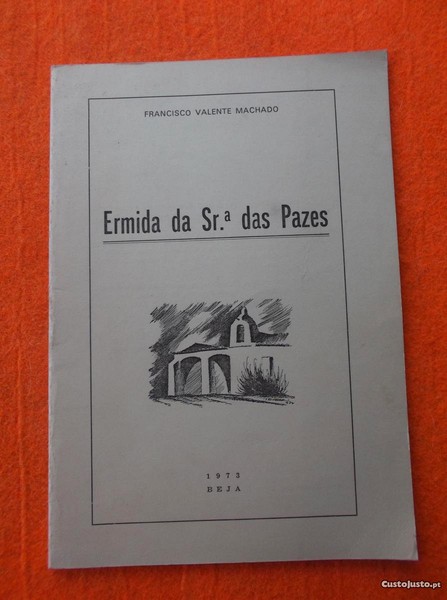 FRANCISCO VALENTE MACHADO
Ermida da Sr.ª das Pazes
1973
BEJA
CustoJusto.pt